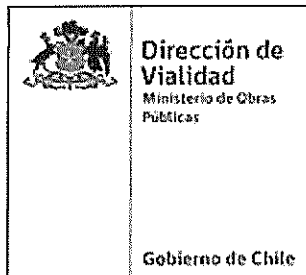 Dirección de
Vialidad
Ministerio de Obras
Públicas
Gobierno de Chile